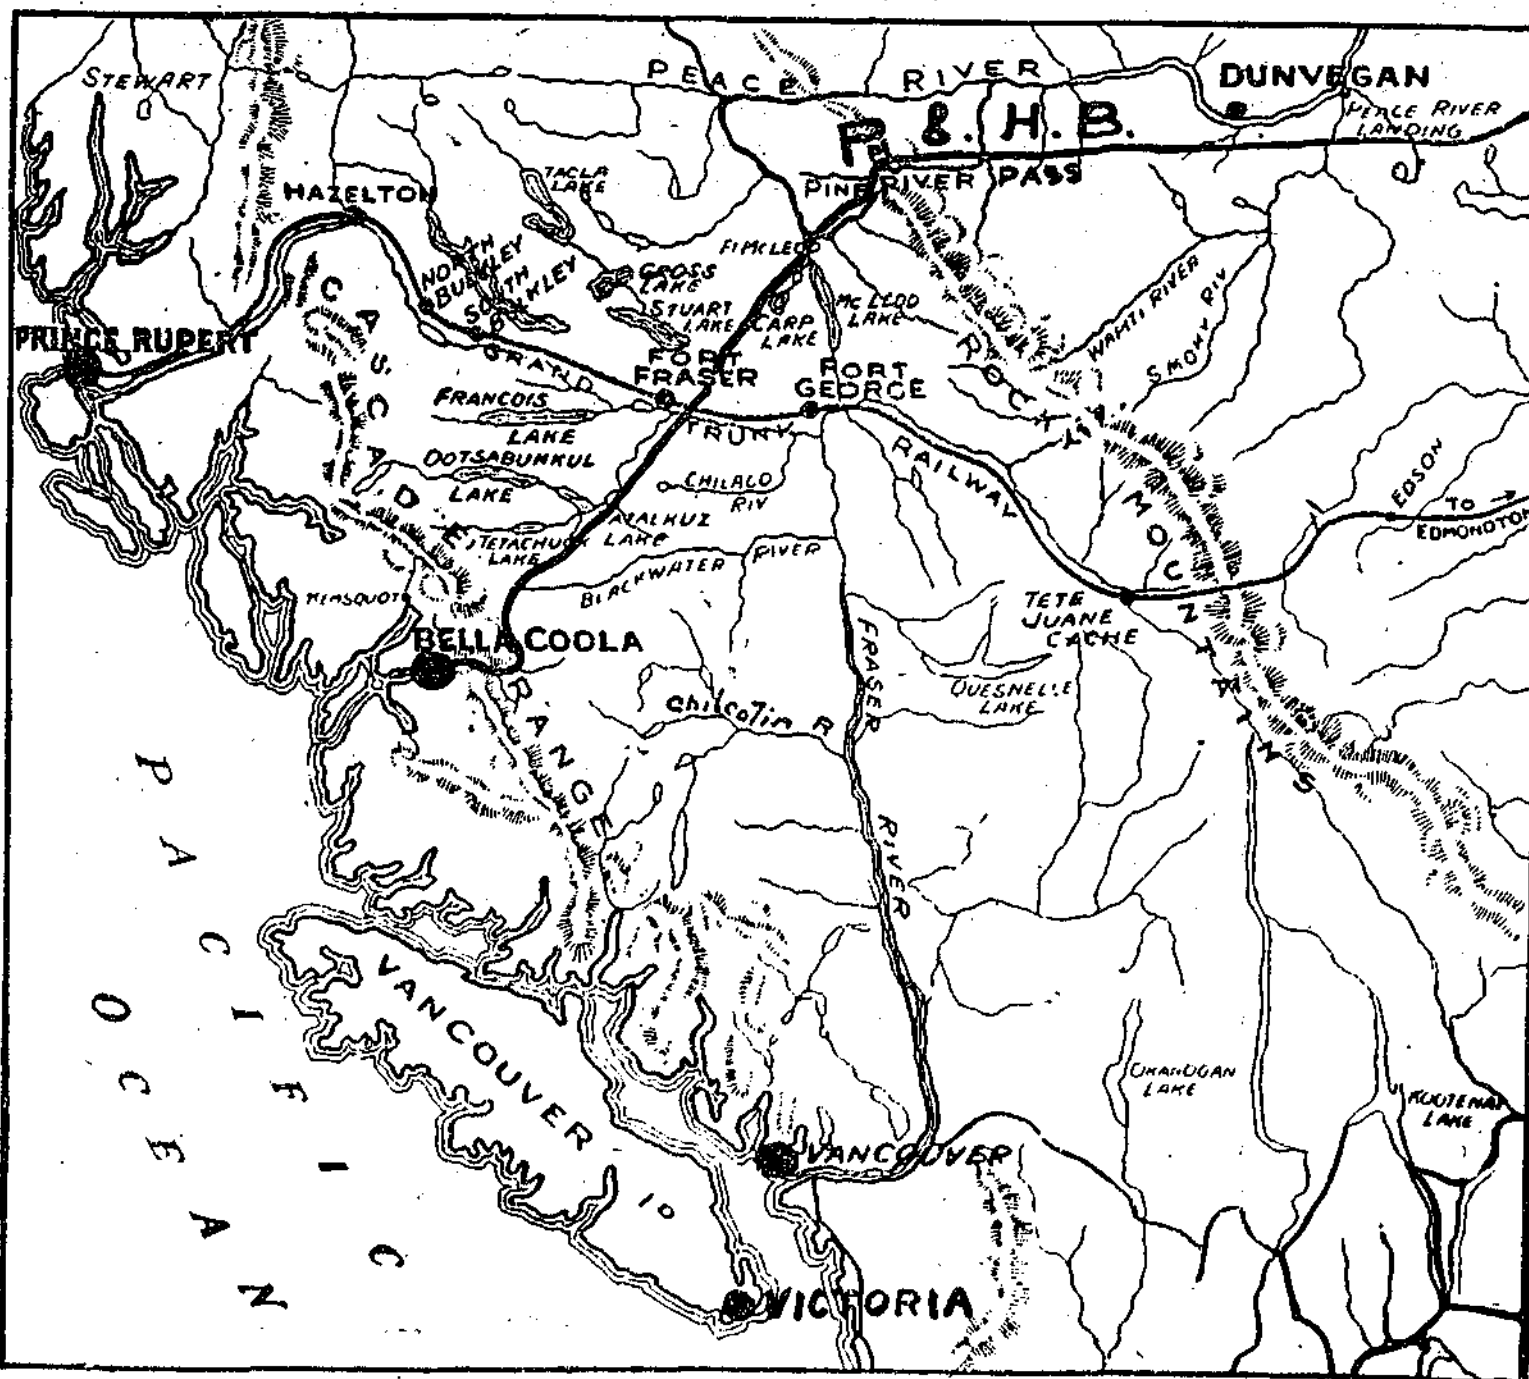 STEWART
PEACE RIVER
DUNVEGAN
PEACE RIVER
LANDING
P. & H. B.
PINE RIVER PASS
HAZELTON
TACLA
LAKE
NORTH
BULKLEY
SOUTH
BULKLEY
CROSS
LAKE
STUART
LAKE
FT MCLEOD
CARP
LAKE
MCLEOD
LAKE
WAPITI RIVER
SMOKY RIV
PRINCE RUPERT
CASCADE RANGE
ROCKY MOUNTAINS
GRAND TRUNK RAILWAY
FORT
FRASER
FORT
GEORGE
FRANCOIS
LAKE
OOTSABUNKUL
LAKE
CHILACO
RIV
LAKE
TETACHUCK
LAKE
BLACKWATER RIVER
EDSON
TO
EDMONTON
TETE
JUANE
CACHE
KEMSQUOT
BELLA COOLA
FRASER RIVER
QUESNELLE
LAKE
Chilcotin R
PACIFIC
OCEAN
VANCOUVER
OKANOGAN
LAKE
KOOTENAI
LAKE
VANCOUVER
VICTORIA